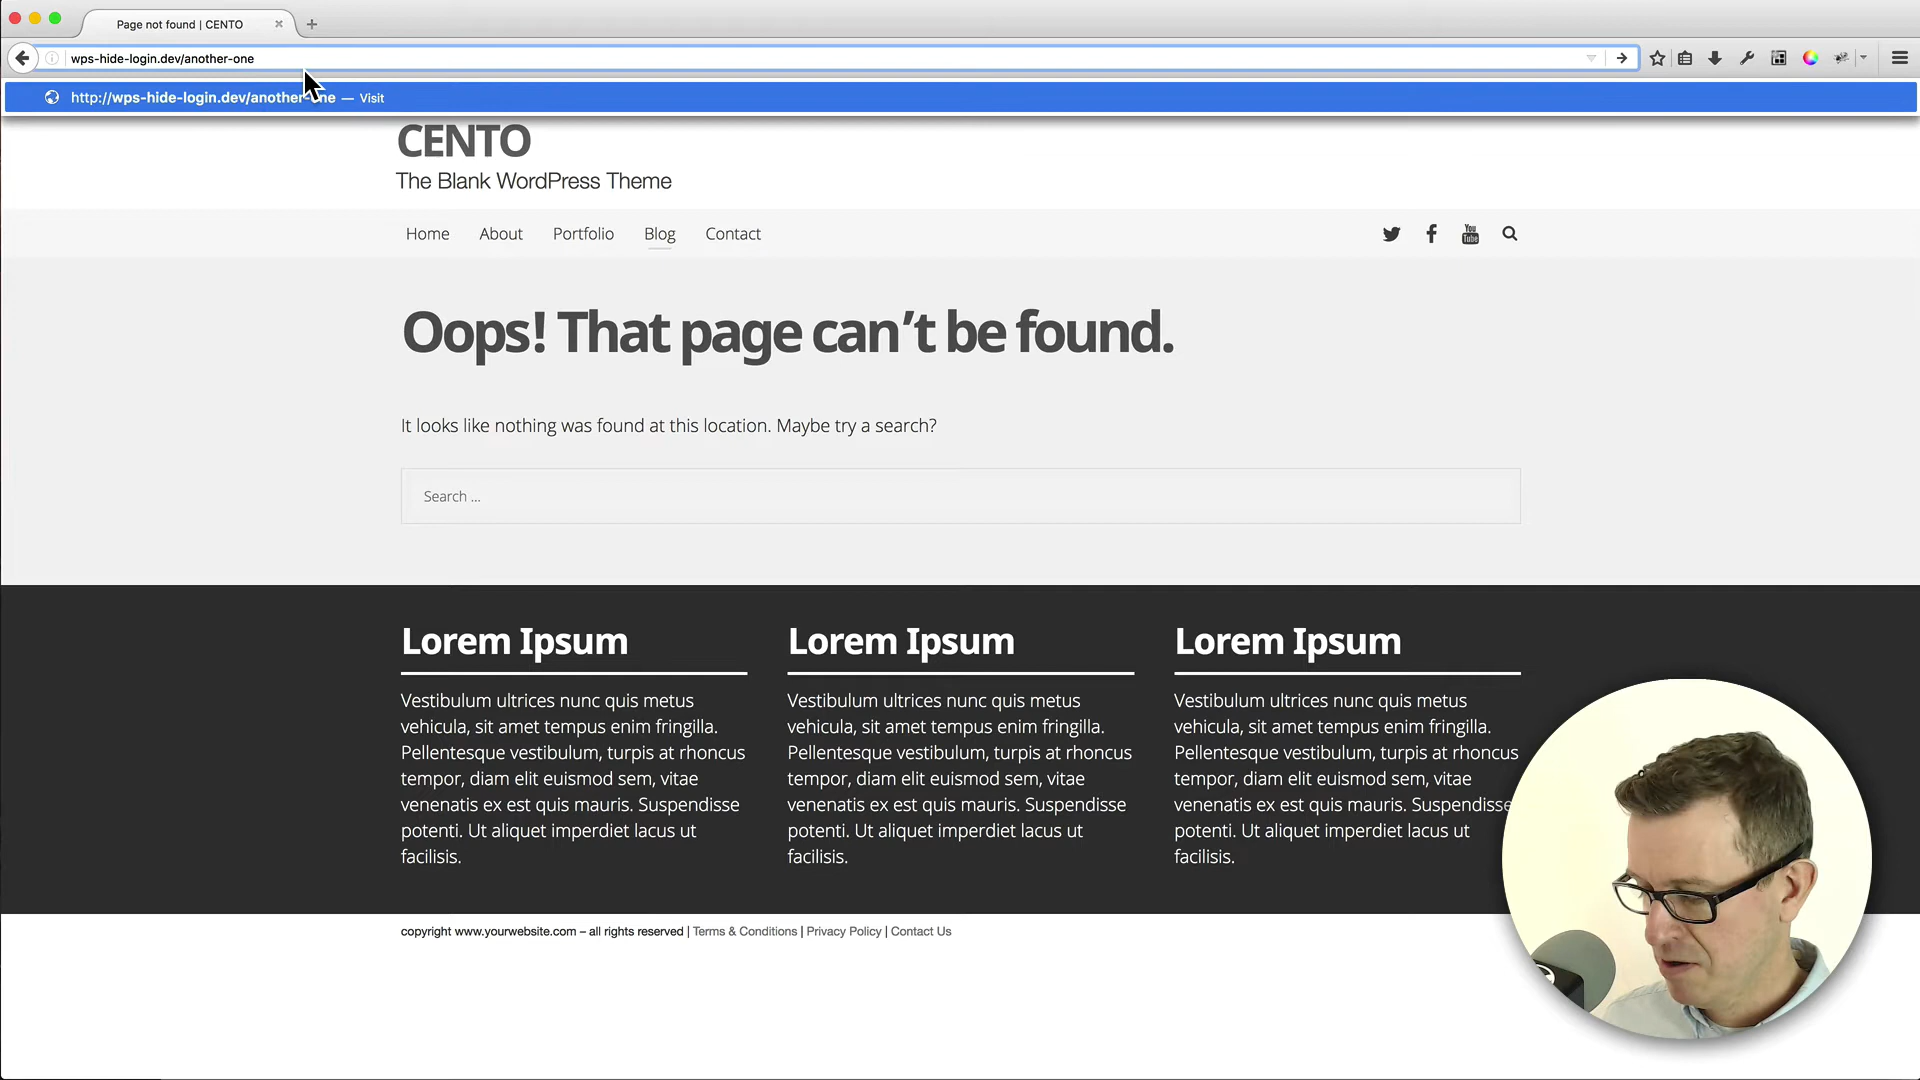 Page not found | CENTO
wps-hide-login.dev/another-one
http://wps-hide-login.dev/another-one — Visit
CENTO
The Blank WordPress Theme
Home About Portfolio Blog Contact
You
Tube
Oops! That page can’t be found.
It looks like nothing was found at this location. Maybe try a search?
Search ...
Lorem Ipsum
Vestibulum ultrices nunc quis metus
vehicula, sit amet tempus enim fringilla.
Pellentesque vestibulum, turpis at rhoncus
tempor, diam elit euismod sem, vitae
venenatis ex est quis mauris. Suspendisse
potenti. Ut aliquet imperdiet lacus ut
facilisis.
Lorem Ipsum
Vestibulum ultrices nunc quis metus
vehicula, sit amet tempus enim fringilla.
Pellentesque vestibulum, turpis at rhoncus
tempor, diam elit euismod sem, vitae
venenatis ex est quis mauris. Suspendisse
potenti. Ut aliquet imperdiet lacus ut
facilisis.
Lorem Ipsum
Vestibulum ultrices nunc quis metus
vehicula, sit amet tempus enim fringilla.
Pellentesque vestibulum, turpis at rhoncus
tempor, diam elit euismod sem, vitae
venenatis ex est quis mauris. Suspendisse
potenti. Ut aliquet imperdiet lacus ut
facilisis.
copyright www.yourwebsite.com – all rights reserved | Terms & Conditions | Privacy Policy | Contact Us